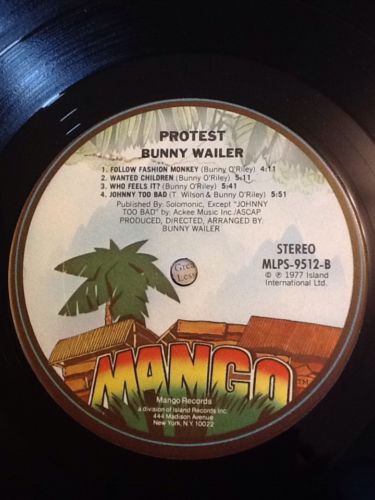 PROTEST
BUNNY WAILER
1. FOLLOW FASHION MONKEY (Bunny O'Riley) 4:11
2. WANTED CHILDREN (Bunny O'Riley) 5:11
3. WHO FEELS IT? (Bunny O'Riley) 5:41
4. JOHNNY TOO BAD (T. Wilson & Bunny O'Riley) 5:51
Published By: Solomonic, Except "JOHNNY
TOO BAD" by: Ackee Music Inc./ASCAP
PRODUCED, DIRECTED, ARRANGED BY
BUNNY WAILER
STEREO
MLPS-9512-B
© ℗ 1977 Island
International Ltd.
MANGO TM
Mango Records
a division of Island Records Inc.
444 Madison Avenue
New York, N.Y. 10022